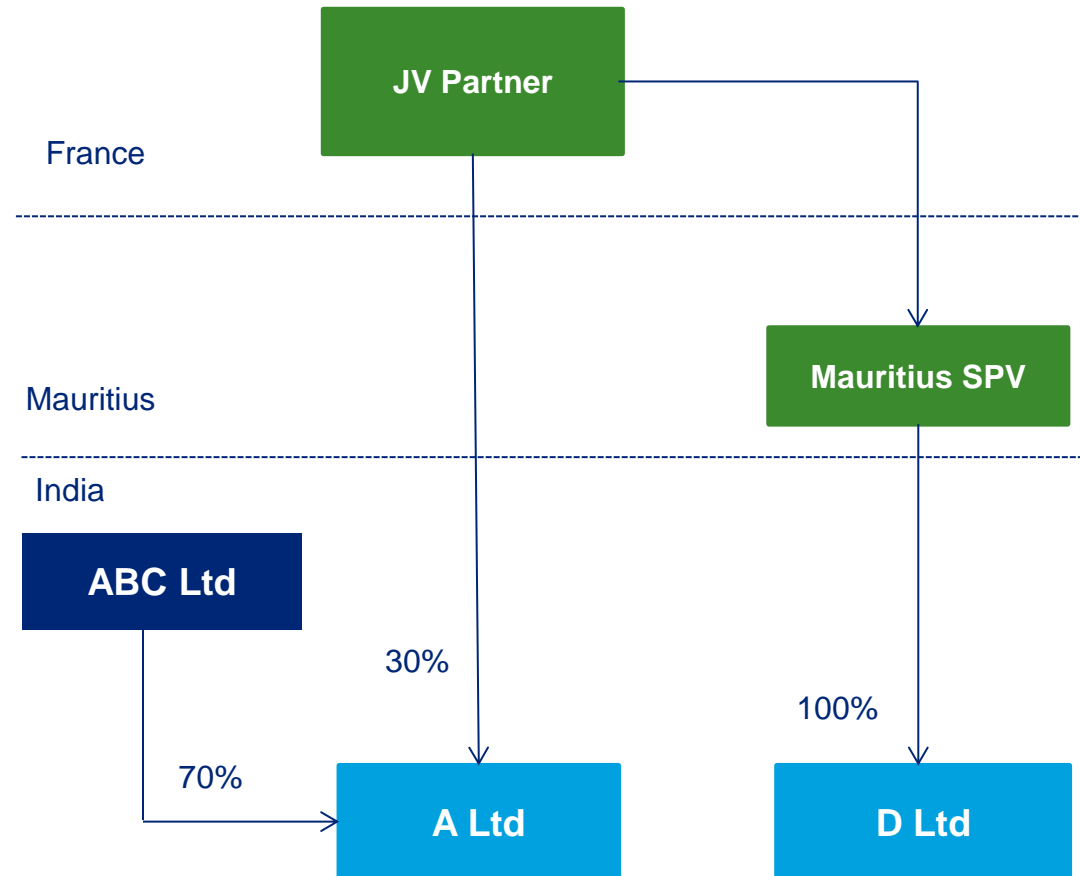 JV Partner
France
Mauritius SPV
Mauritius
India
ABC Ltd
30%
100%
70%
A Ltd
D Ltd